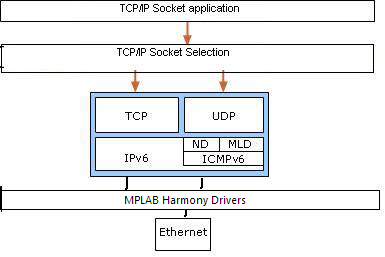 TCP/IP Socket application
TCP/IP Socket Selection
TCP UDP
ND MLD
IPv6 ICMPv6
MPLAB Harmony Drivers
Ethernet